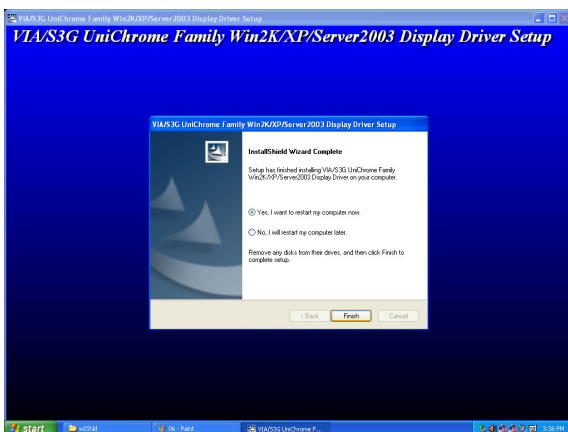 VIA/S3G UniChrome Family Win2K/XP/Server2003 Display Driver Setup
VIA/S3G UniChrome Family Win2K/XP/Server2003 Display Driver Setup
VIA/S3G UniChrome Family Win2K/XP/Server2003 Display Driver Setup
InstallShield Wizard Complete
Setup has finished installing VIA/S3G UniChrome Family
Win2K/XP/Server2003 Display Driver on your computer.
Yes, I want to restart my computer now.
No, I will restart my computer later.
Remove any disks from their drives, and then click Finish to
complete setup.
< Back Finish Cancel
start 06 - Paint VIA/S3G UniChrome F... 3:36 PM